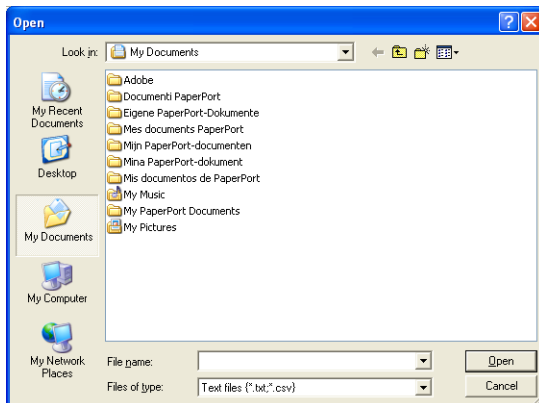 Open
Look in: My Documents
My Recent
Documents
Desktop
My Documents
My Computer
My Network
Places
Adobe
Documenti PaperPort
Eigene PaperPort-Dokumente
Mes documents PaperPort
Mijn PaperPort-documenten
Mina PaperPort-dokument
Mis documentos de PaperPort
My Music
My PaperPort Documents
My Pictures
File name:
Open
Files of type: Text files {*.txt;*.csv}
Cancel